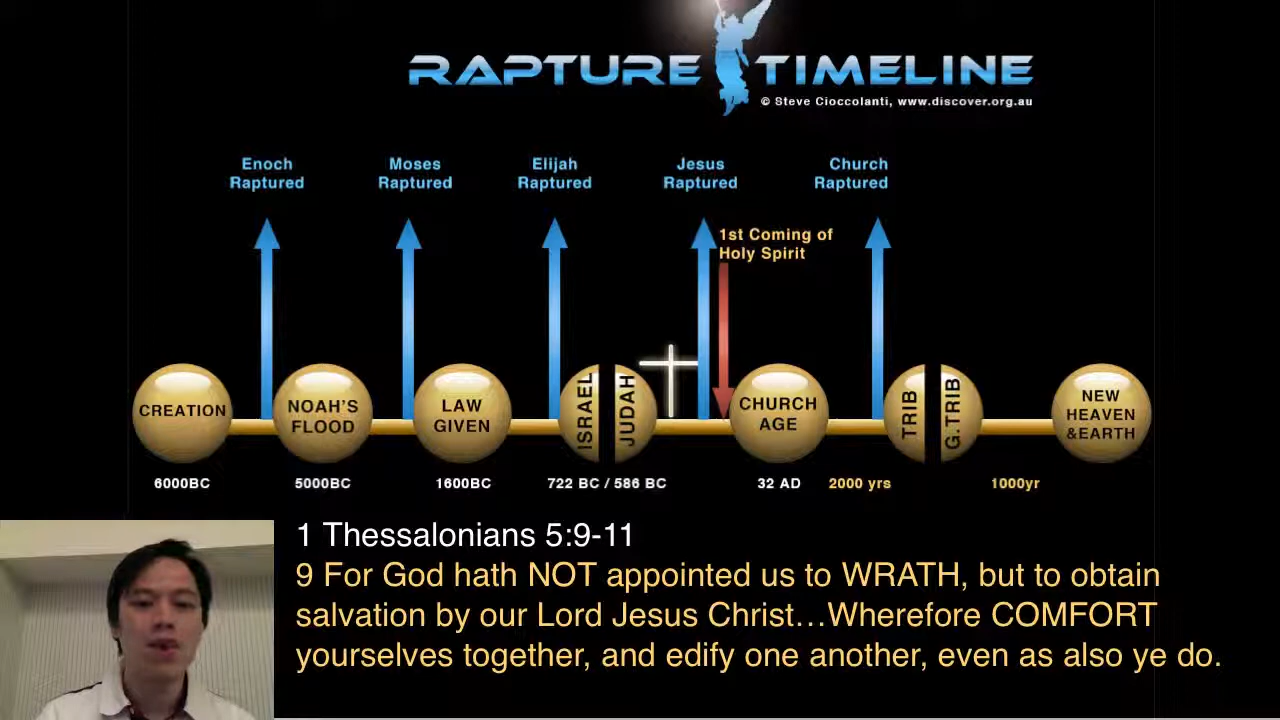 RAPTURE TIMELINE
© Steve Cioccolanti, www.discover.org.au
Enoch
Raptured
Moses
Raptured
Elijah
Raptured
Jesus
Raptured
Church
Raptured
1st Coming of
Holy Spirit
CREATION
NOAH'S
FLOOD
LAW
GIVEN
ISRAEL
JUDAH
CHURCH
AGE
TRIB
G.TRIB
NEW
HEAVEN
&EARTH
6000BC
5000BC
1600BC
722 BC / 586 BC
32 AD
2000 yrs
1000yr
1 Thessalonians 5:9-11
9 For God hath NOT appointed us to WRATH, but to obtain
salvation by our Lord Jesus Christ…Wherefore COMFORT
yourselves together, and edify one another, even as also ye do.